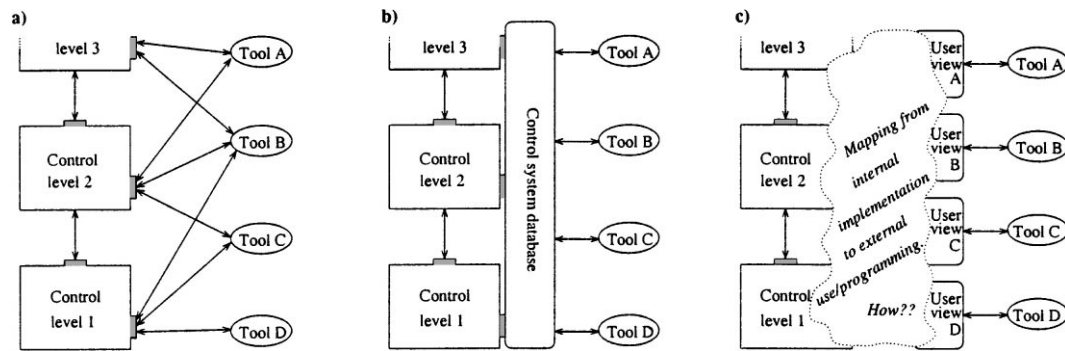 a)
level 3
Control
level 2
Control
level 1
Tool A
Tool B
Tool C
Tool D
b)
level 3
Control
level 2
Control
level 1
Control system database
Tool A
Tool B
Tool C
Tool D
c)
level 3
Control
level 2
Control
level 1
Mapping from
internal
implementation
to external
use/programming.
How??
User
view
A
User
view
B
User
view
C
User
view
D
Tool A
Tool B
Tool C
Tool D